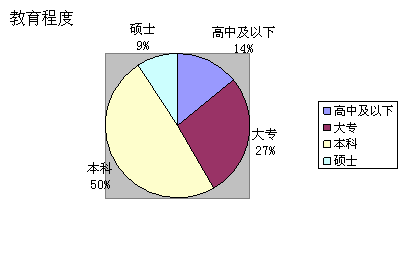 教育程度
硕士
9%
高中及以下
14%
大专
27%
本科
50%
高中及以下
大专
本科
硕士